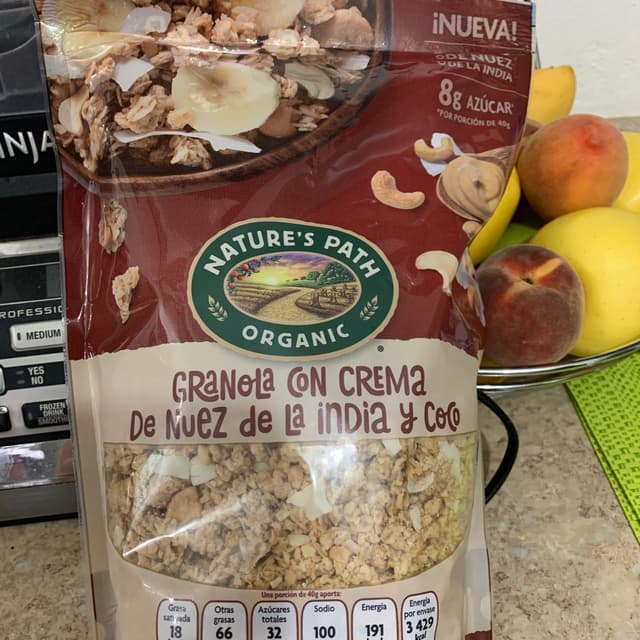 ¡NUEVA!
DE NUEZ
DE LA INDIA
8g AZÚCAR*
*POR PORCIÓN DE 40g
NINJA
NATURE'S PATH
ORGANIC
GRANOLA CON CREMA
DE NUEZ DE LA INDIA Y COCO
PROFESSIO
MEDIUM
YES
NO
FROZEN
DRINK
SMOOTHI
Una porción de 40g aporta:
Grasa saturada 18
Otras grasas 66
Azúcares totales 32
Sodio 100
Energía 191
Energía por envase 3 429 kcal